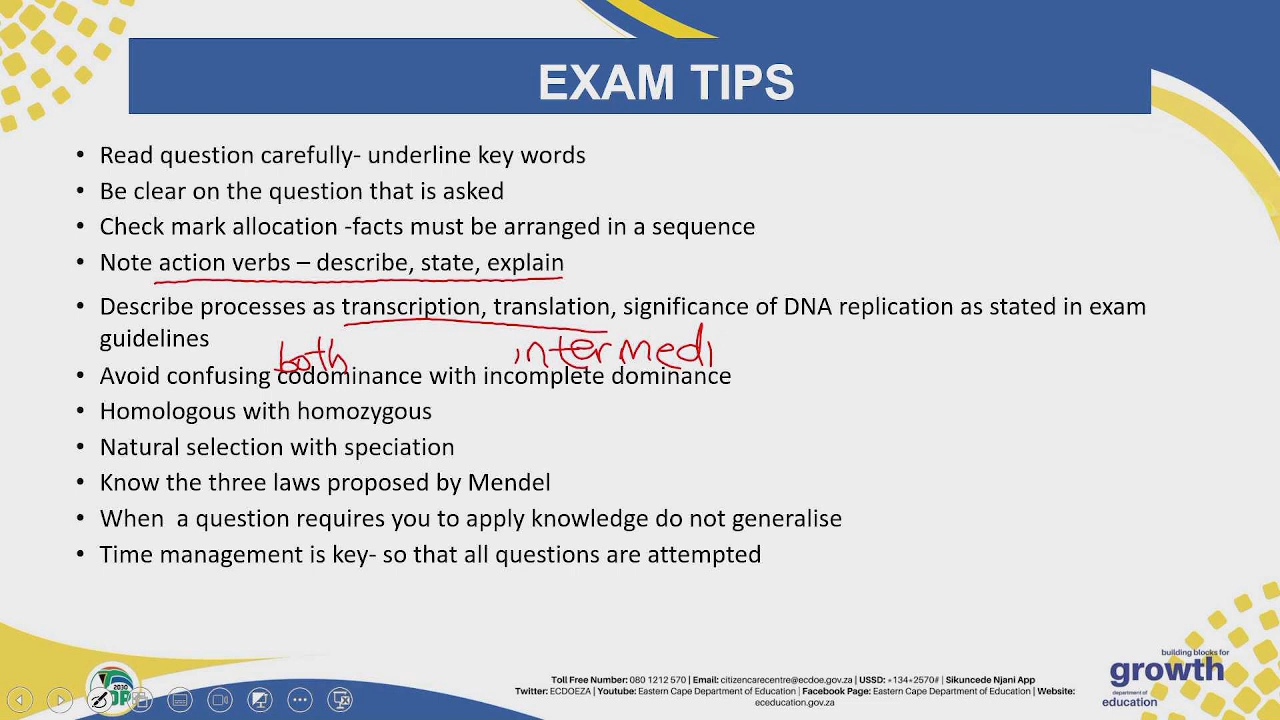 EXAM TIPS
• Read question carefully- underline key words
• Be clear on the question that is asked
• Check mark allocation -facts must be arranged in a sequence
• Note action verbs – describe, state, explain
• Describe processes as transcription, translation, significance of DNA replication as stated in exam
guidelines
both intermedi
• Avoid confusing codominance with incomplete dominance
• Homologous with homozygous
• Natural selection with speciation
• Know the three laws proposed by Mendel
• When a question requires you to apply knowledge do not generalise
• Time management is key- so that all questions are attempted
2030
Toll Free Number: 080 1212 570 | Email: citizencarecentre@ecdoe.gov.za | USSD: *134*2570# | Sikuncede Njani App
Twitter: ECDOEZA | Youtube: Eastern Cape Department of Education | Facebook Page: Eastern Cape Department of Education | Website:
eceducation.gov.za
building blocks for
growth
department of
education